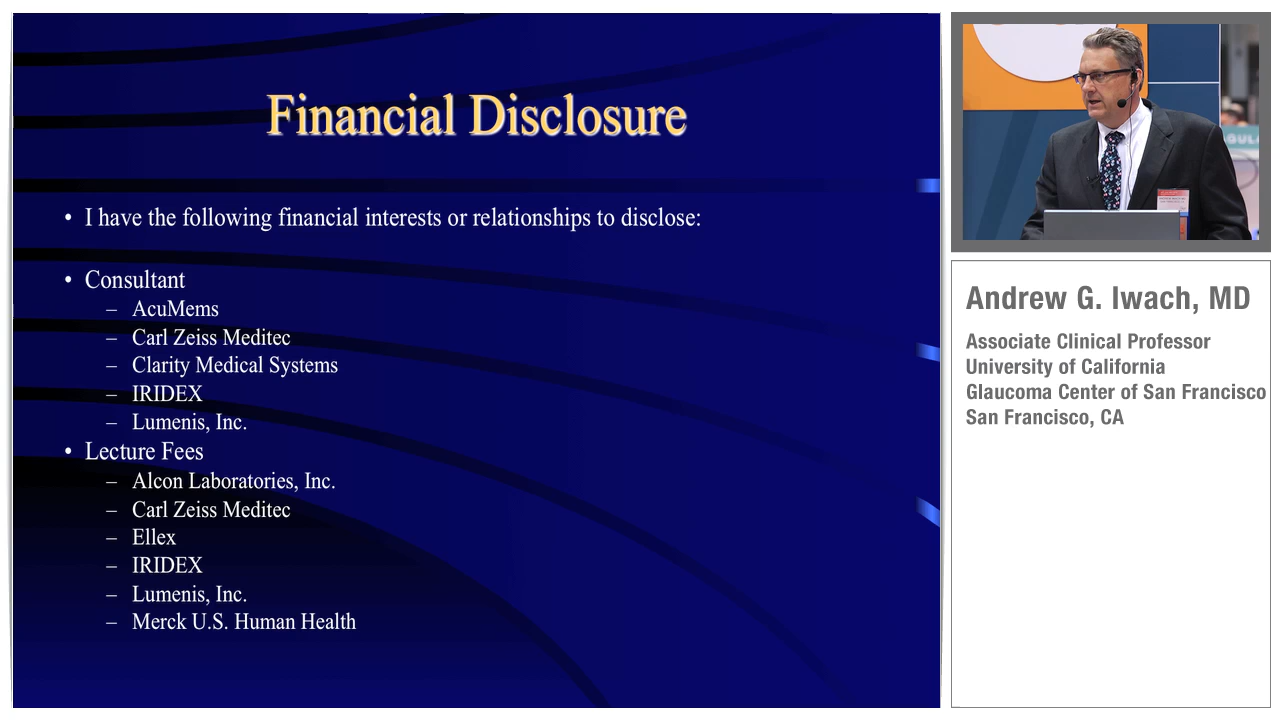 Financial Disclosure
• I have the following financial interests or relationships to disclose:
• Consultant
– AcuMems
– Carl Zeiss Meditec
– Clarity Medical Systems
– IRIDEX
– Lumenis, Inc.
• Lecture Fees
– Alcon Laboratories, Inc.
– Carl Zeiss Meditec
– Ellex
– IRIDEX
– Lumenis, Inc.
– Merck U.S. Human Health
Andrew G. Iwach, MD
Associate Clinical Professor
University of California
Glaucoma Center of San Francisco
San Francisco, CA